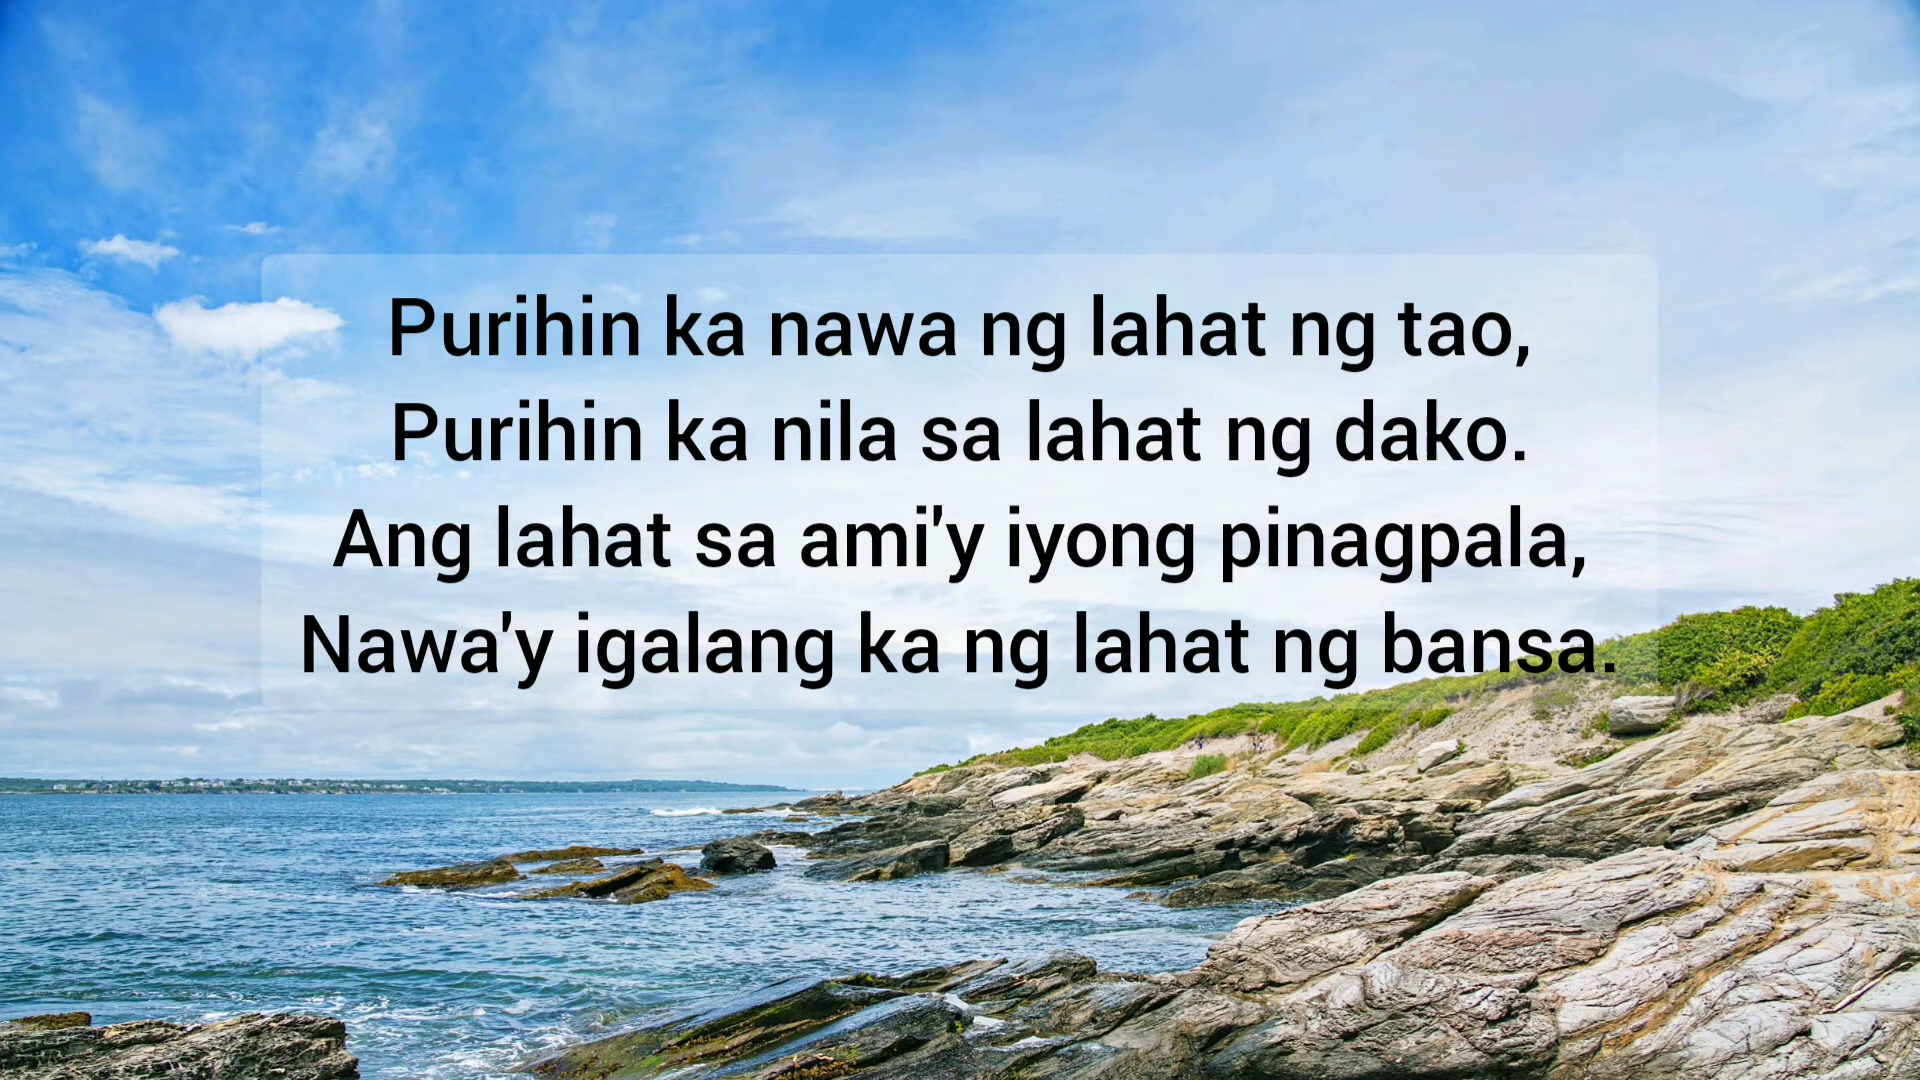 Purihin ka nawa ng lahat ng tao,
Purihin ka nila sa lahat ng dako.
Ang lahat sa ami'y iyong pinagpala,
Nawa'y igalang ka ng lahat ng bansa.